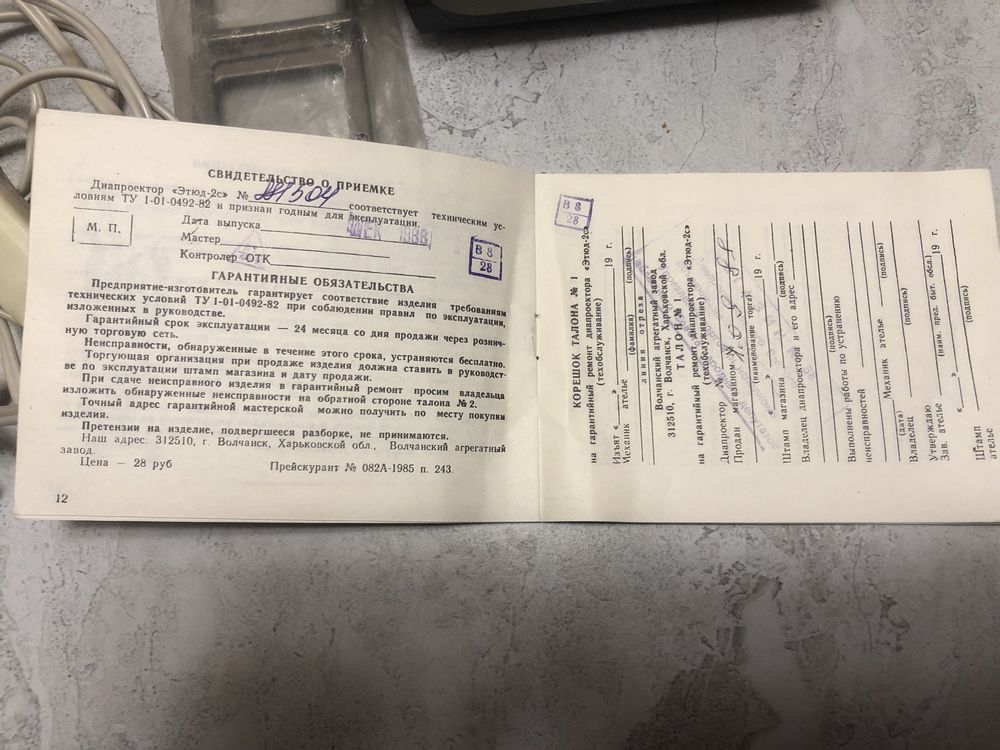 СВИДЕТЕЛЬСТВО О ПРИЕМКЕ
Диапроектор «Этюд-2с» № соответствует техническим ус-
ловиям ТУ 1-01-0492-82 и признан годным для эксплуатации.
М. П.
Дата выпуска
Мастер
Контролер ОТК
В 8
28
ГАРАНТИЙНЫЕ ОБЯЗАТЕЛЬСТВА
Предприятие-изготовитель гарантирует соответствие изделия требованиям
технических условий ТУ 1-01-0492-82 при соблюдении правил по эксплуатации,
изложенных в руководстве.
Гарантийный срок эксплуатации — 24 месяца со дня продажи через рознич-
ную торговую сеть.
Неисправности, обнаруженные в течение этого срока, устраняются бесплатно.
Торгующая организация при продаже изделия должна ставить в руководст-
ве по эксплуатации штамп магазина и дату продажи.
При сдаче неисправного изделия в гарантийный ремонт просим владельца
изложить обнаруженные неисправности на обратной стороне талона № 2.
Точный адрес гарантийной мастерской можно получить по месту покупки
изделия.
Претензии на изделие, подвергшееся разборке, не принимаются.
Наш адрес: 312510, г. Волчанск, Харьковской обл., Волчанский агрегатный
завод.
Цена — 28 руб Прейскурант № 082А-1985 п. 243.
12
В 8
28
КОРЕШОК ТАЛОНА № 1
на гарантийный ремонт диапроектора «Этюд-2с»
(техобслуживание)
Изъят « » 19 г.
Механик ателье
(фамилия) (подпись)
линия отреза
Волчанский агрегатный завод
312510, г. Волчанск, Харьковской обл.
ТАЛОН № 1
на гарантийный ремонт диапроектора «Этюд-2с»
(техобслуживание)
Диапроектор №
Продан магазином №
(наименование торга)
« » 19 г.
Штамп магазина
(подпись)
Владелец диапроектора и его адрес
(подпись)
Выполнены работы по устранению
неисправностей
Механик ателье
(дата) (подпись)
Владелец
(подпись)
Утверждаю
Зав. ателье
(наим. пред. быт. обсл.)
« » 19 г.
Штамп
ателье
(подпись)